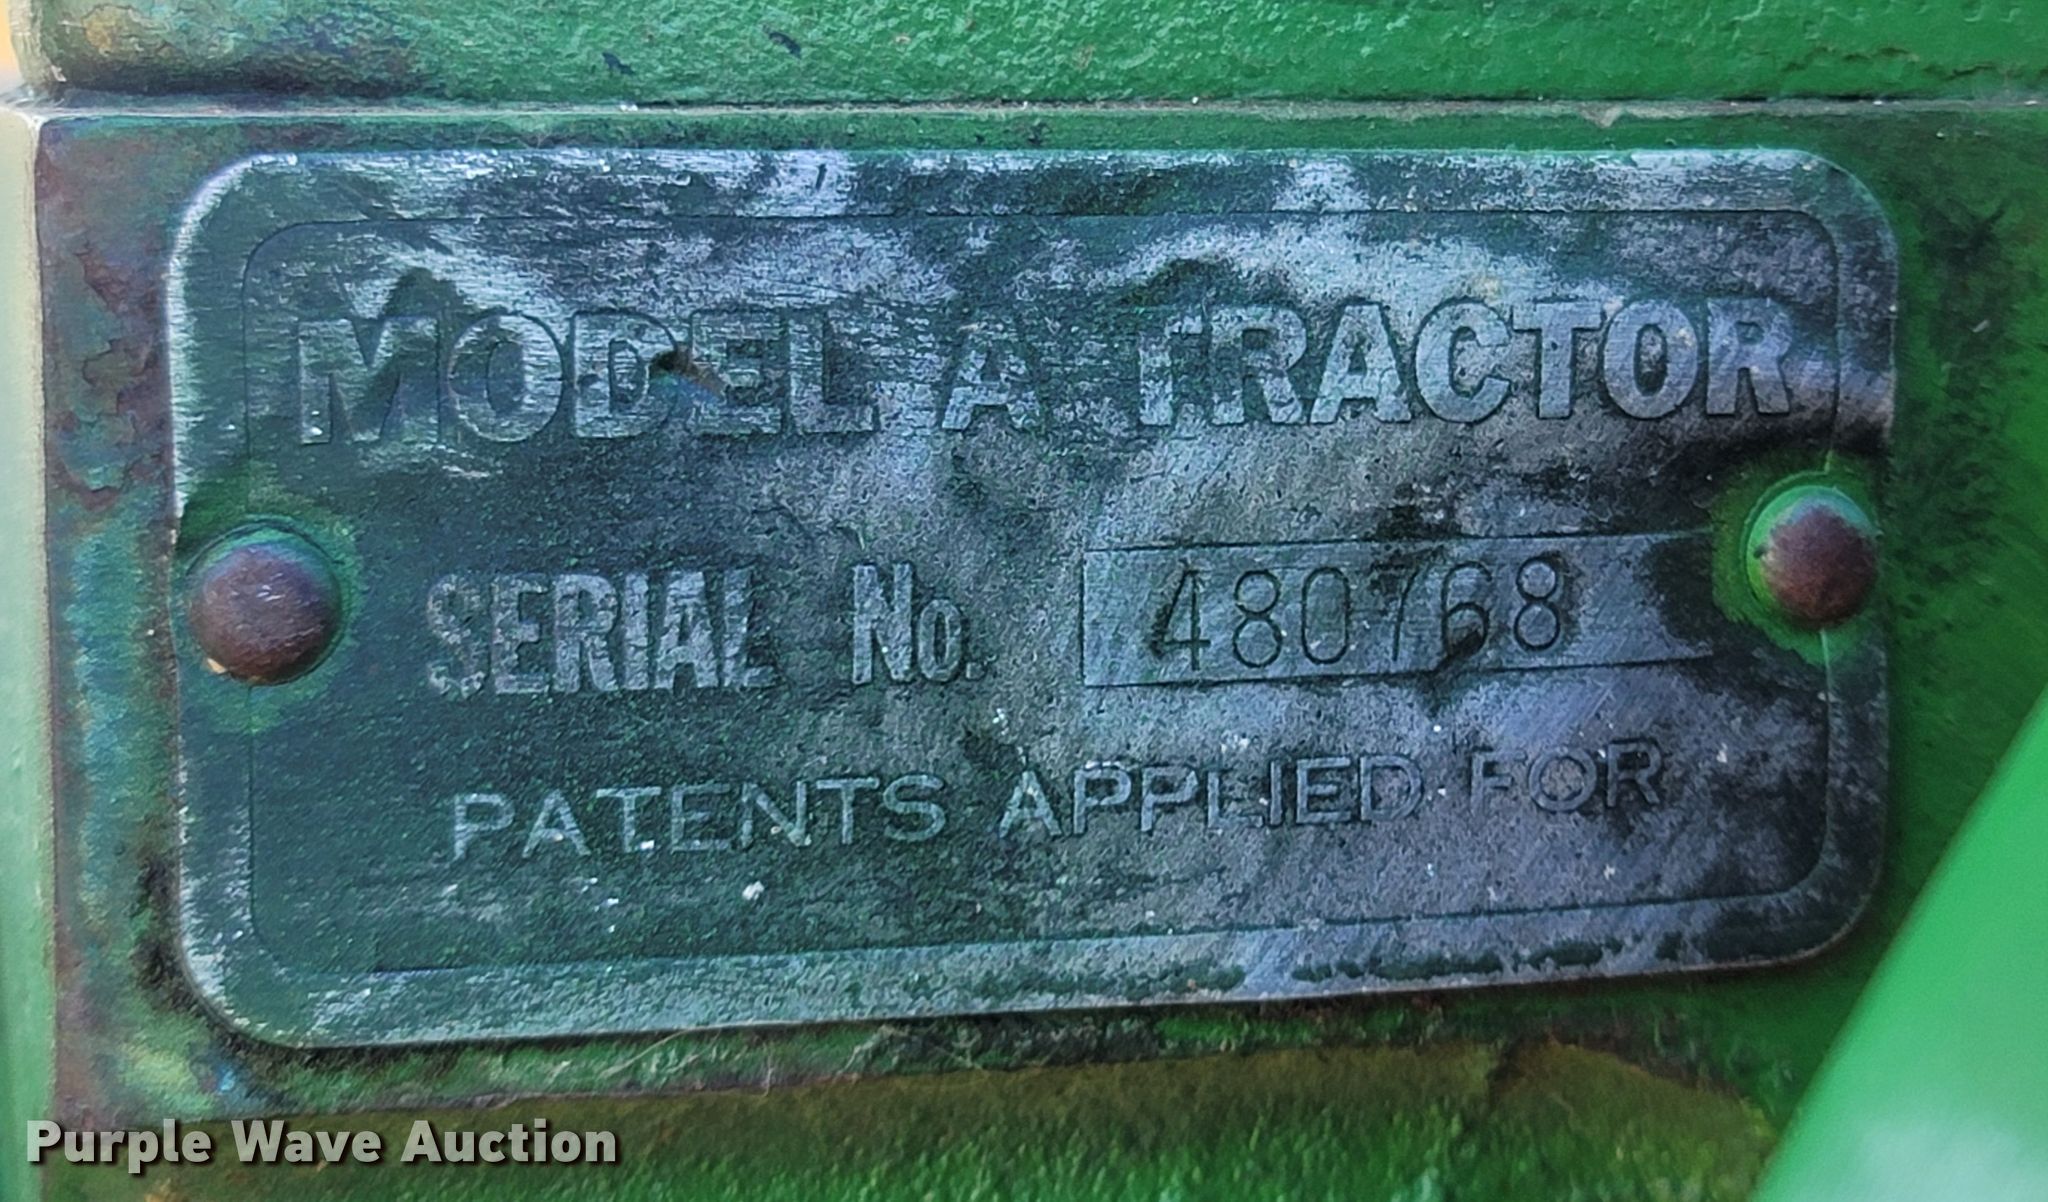 MODEL A TRACTOR
SERIAL No. 480768
PATENTS APPLIED FOR
Purple Wave Auction